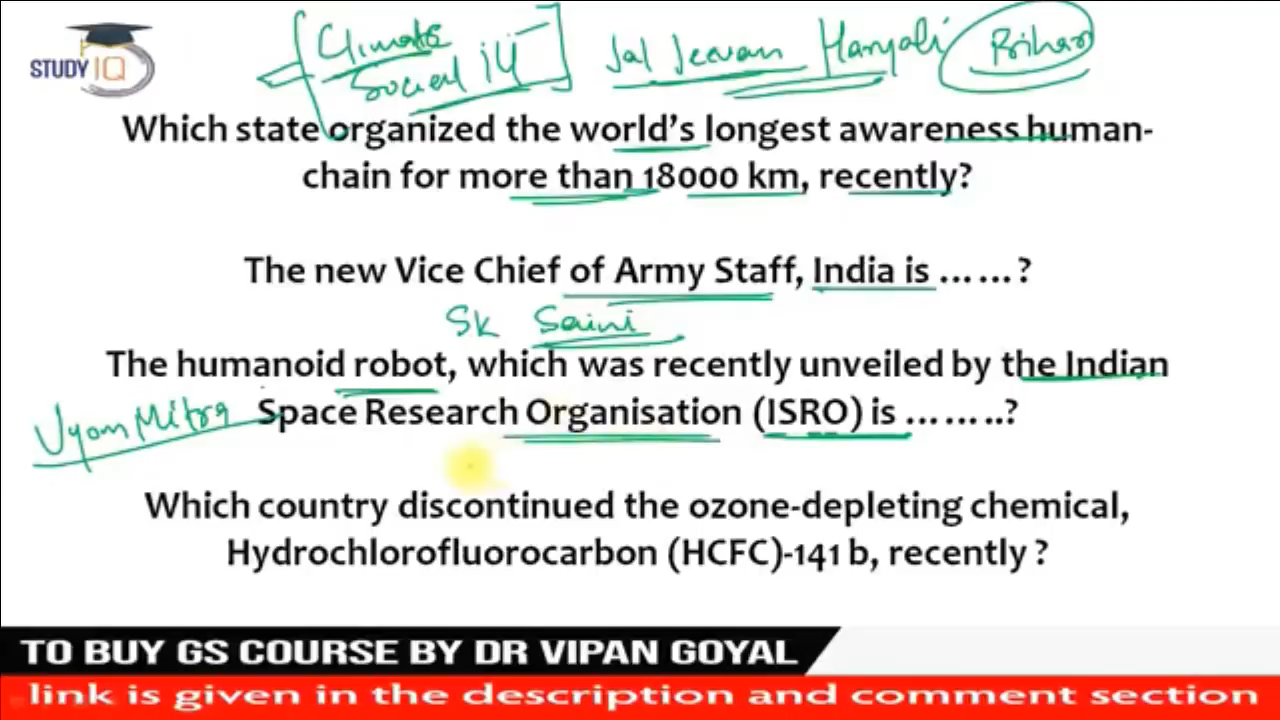 STUDY IQ
Climate
Social ill
Jal Jeevan Haryali Brihar
Which state organized the world's longest awareness human-
chain for more than 18000 km, recently?
The new Vice Chief of Army Staff, India is ......?
SK Saini
The humanoid robot, which was recently unveiled by the Indian
Vyom Mitra
Space Research Organisation (ISRO) is ........?
Which country discontinued the ozone-depleting chemical,
Hydrochlorofluorocarbon (HCFC)-141 b, recently ?
TO BUY GS COURSE BY DR VIPAN GOYAL
link is given in the description and comment section